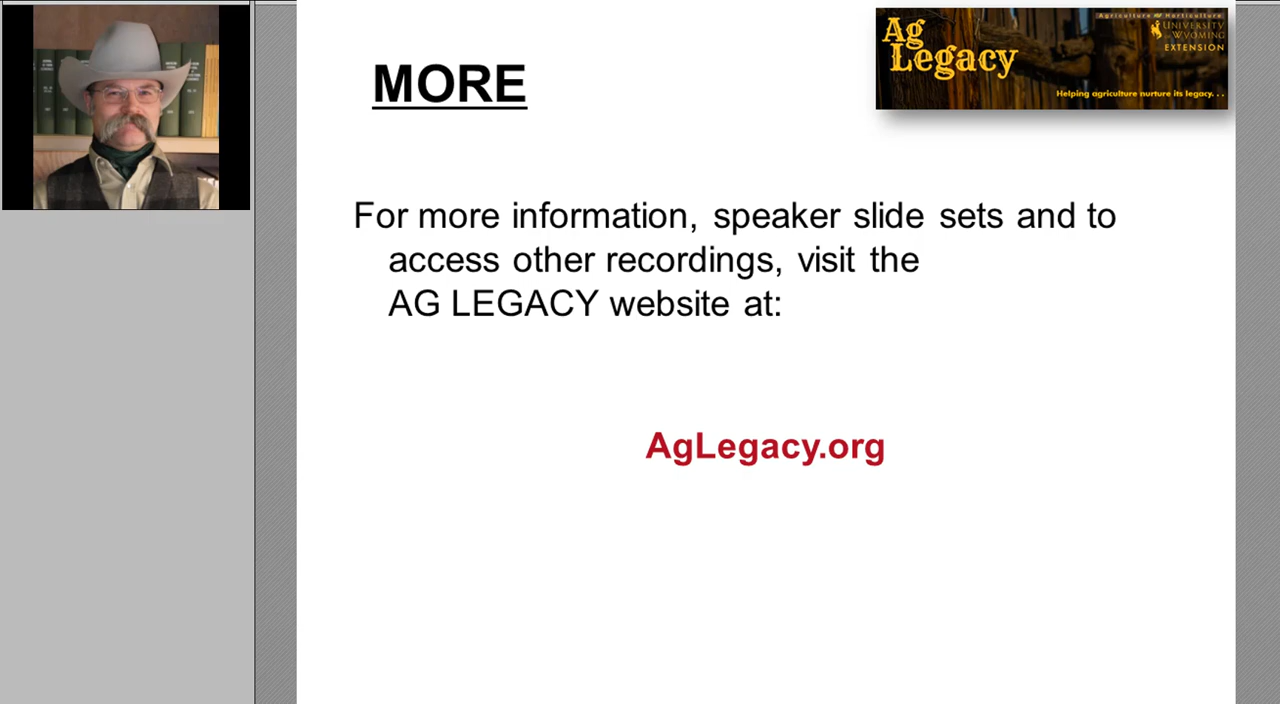 MORE
Ag
Legacy
Agriculture & Horticulture
UNIVERSITY
OF WYOMING
EXTENSION
Helping agriculture nurture its legacy. . .
For more information, speaker slide sets and to
access other recordings, visit the
AG LEGACY website at:
AgLegacy.org